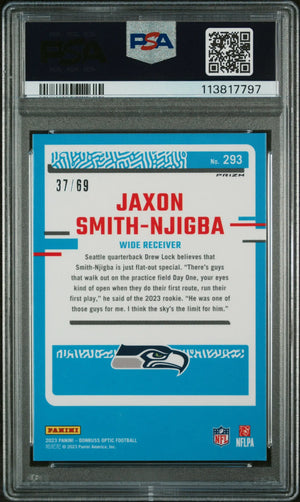 PSA
PSA
113817797
No. 293
PRIZM
37/69
JAXON
SMITH-NJIGBA
WIDE RECEIVER
Seattle quarterback Drew Lock believes that
Smith-Njigba is just flat-out special. "There's guys
that walk out on the practice field Day One, your eyes
kind of open when they do their first route, run their
first play," he said of the 2023 rookie. "He was one of
those guys for me. I think the sky's the limit for him."
PANINI
NFL
NFLPA
2023 PANINI - DONRUSS OPTIC FOOTBALL
© 2023 Panini America, Inc.